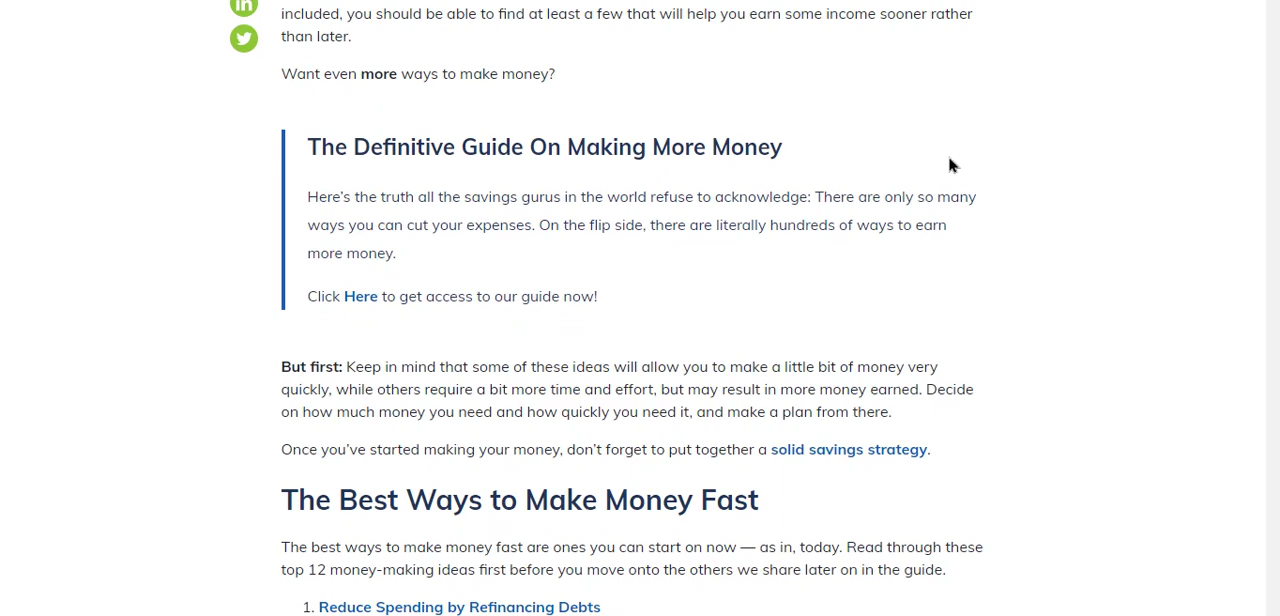 included, you should be able to find at least a few that will help you earn some income sooner rather
than later.
Want even more ways to make money?
The Definitive Guide On Making More Money
Here’s the truth all the savings gurus in the world refuse to acknowledge: There are only so many
ways you can cut your expenses. On the flip side, there are literally hundreds of ways to earn
more money.
Click Here to get access to our guide now!
But first: Keep in mind that some of these ideas will allow you to make a little bit of money very
quickly, while others require a bit more time and effort, but may result in more money earned. Decide
on how much money you need and how quickly you need it, and make a plan from there.
Once you’ve started making your money, don’t forget to put together a solid savings strategy.
The Best Ways to Make Money Fast
The best ways to make money fast are ones you can start on now — as in, today. Read through these
top 12 money-making ideas first before you move onto the others we share later on in the guide.
1. Reduce Spending by Refinancing Debts